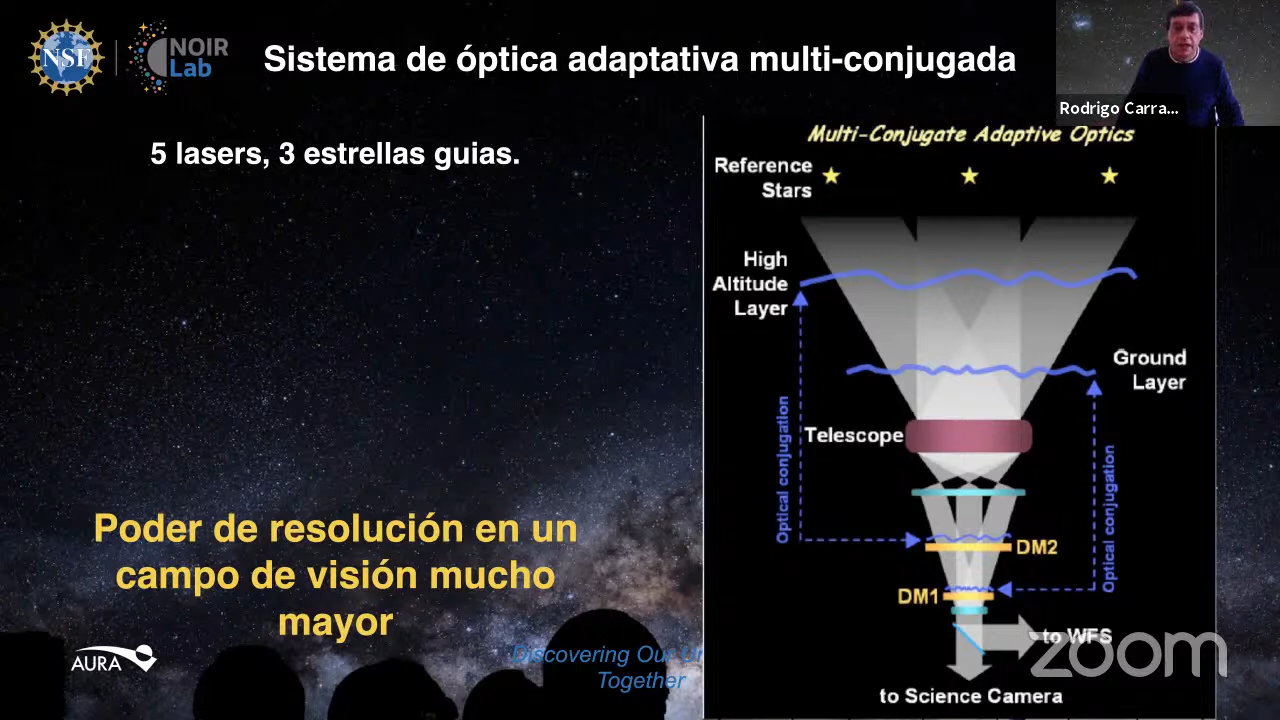 NSF
NOIR
Lab
Sistema de óptica adaptativa multi-conjugada
Rodrigo Carra...
5 lasers, 3 estrellas guias.
Multi-Conjugate Adaptive Optics
Reference
Stars
High
Altitude
Layer
Ground
Layer
Telescope
Optical conjugation
Optical conjugation
DM2
DM1
to WFS
to Science Camera
Poder de resolución en un
campo de visión mucho
mayor
AURA
Discovering Our
Together
zoom